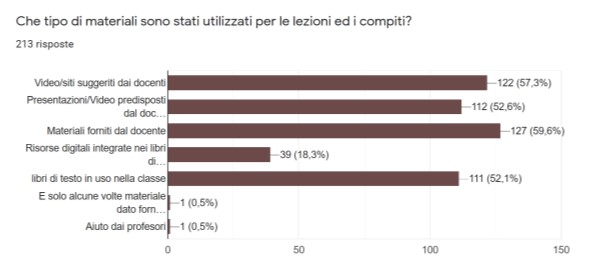 Che tipo di materiali sono stati utilizzati per le lezioni ed i compiti?
213 risposte
Video/siti suggeriti dai docenti
122 (57,3%)
Presentazioni/Video predisposti
dal doc…
112 (52,6%)
Materiali forniti dal docente
127 (59,6%)
Risorse digitali integrate nei libri
di…
39 (18,3%)
libri di testo in uso nella classe
111 (52,1%)
E solo alcune volte materiale
dato forn…
1 (0,5%)
Aiuto dai profesori
1 (0,5%)
0
50
100
150